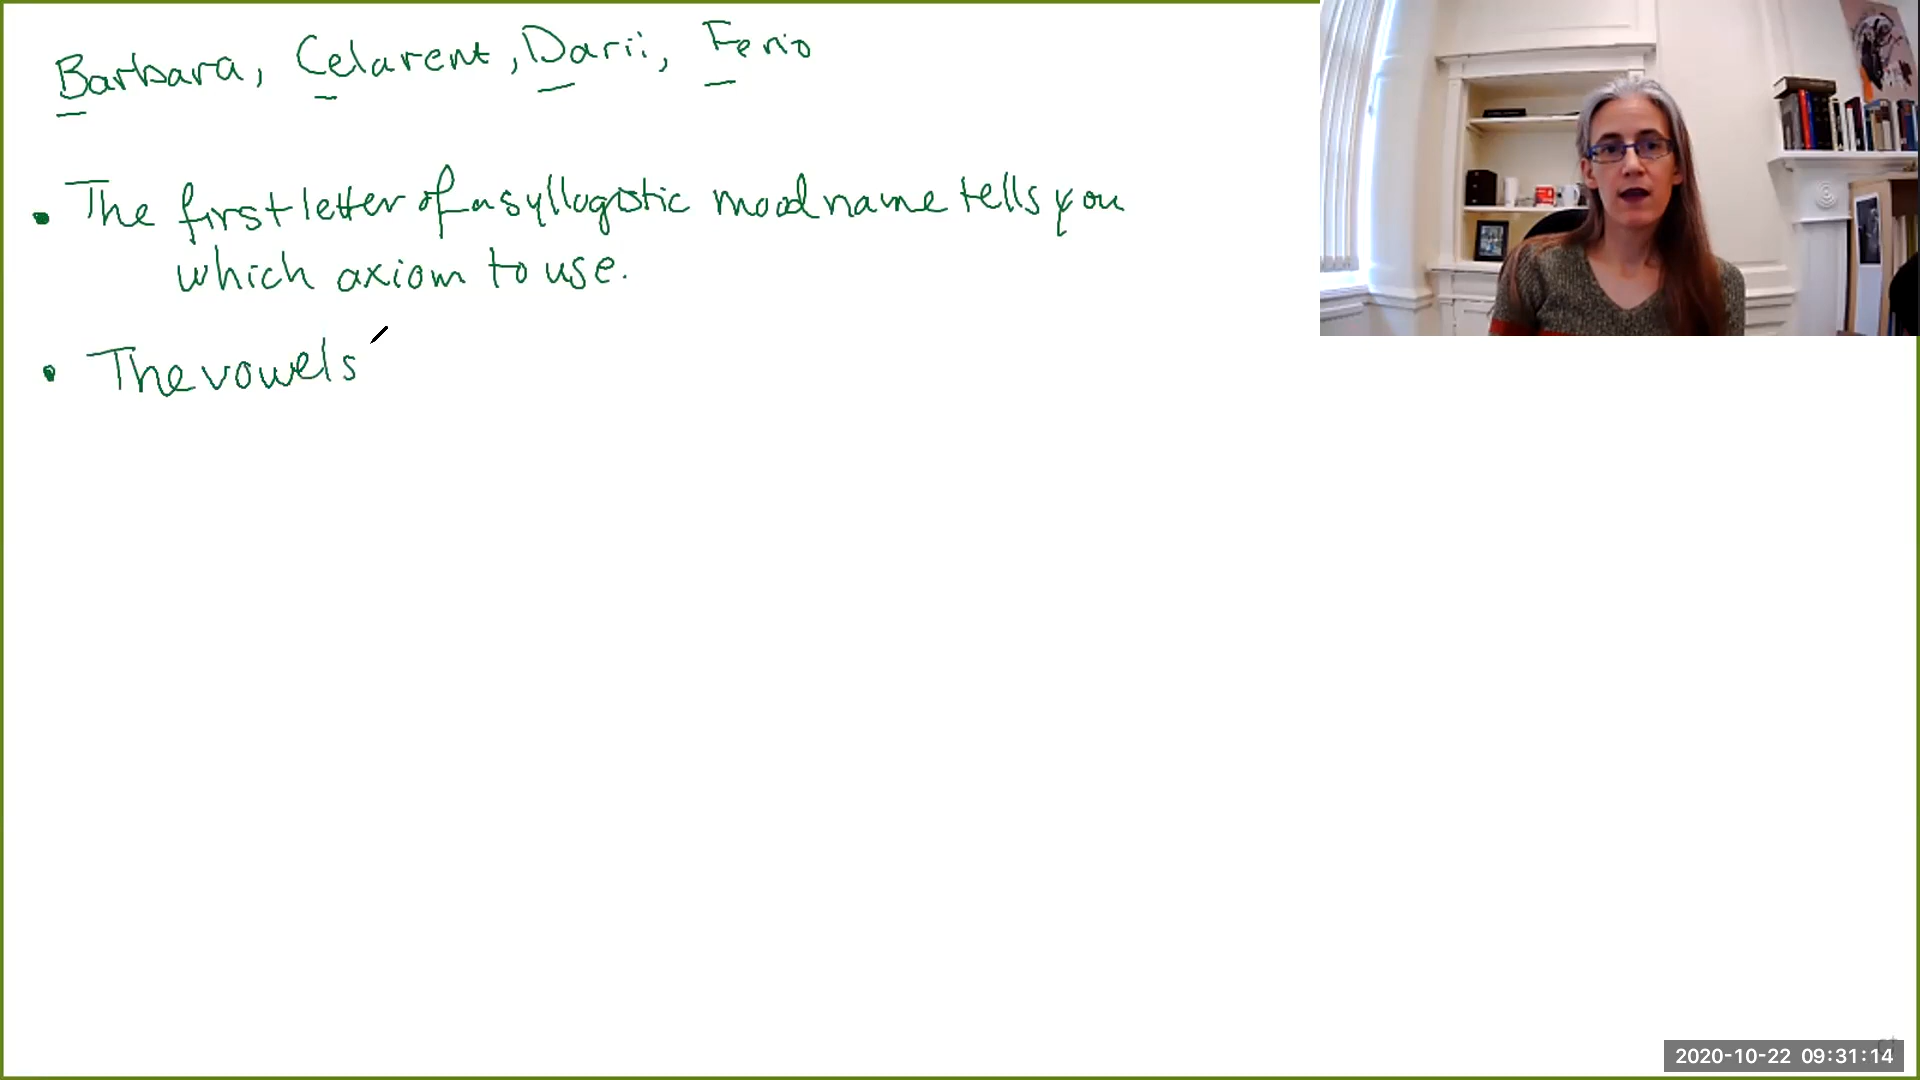 Barbara, Celarent, Darii, Ferio
• The first letter of a syllogistic mood name tells you
which axiom to use.
• The vowels
2020-10-22 09:31:14